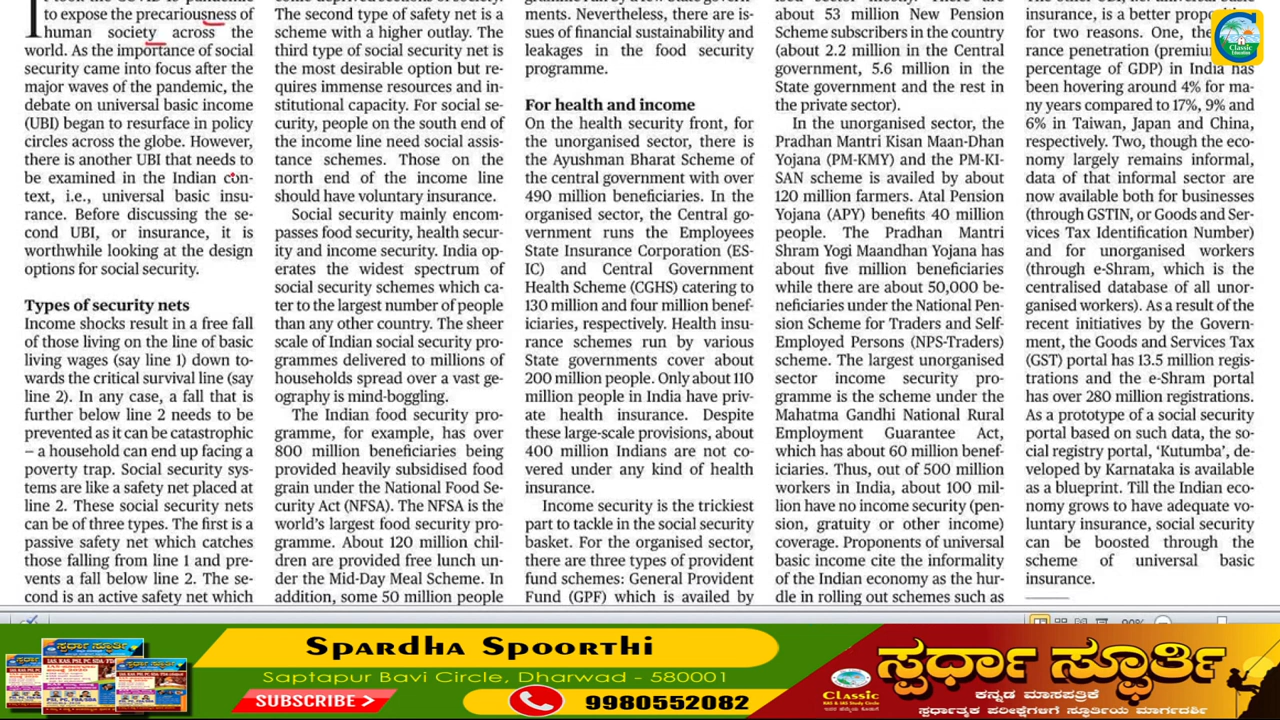 to expose the precariousness of
human society across the
world. As the importance of social
security came into focus after the
major waves of the pandemic, the
debate on universal basic income
(UBI) began to resurface in policy
circles across the globe. However,
there is another UBI that needs to
be examined in the Indian con-
text, i.e., universal basic insu-
rance. Before discussing the se-
cond UBI, or insurance, it is
worthwhile looking at the design
options for social security.
Types of security nets
Income shocks result in a free fall
of those living on the line of basic
living wages (say line 1) down to-
wards the critical survival line (say
line 2). In any case, a fall that is
further below line 2 needs to be
prevented as it can be catastrophic
– a household can end up facing a
poverty trap. Social security sys-
tems are like a safety net placed at
line 2. These social security nets
can be of three types. The first is a
passive safety net which catches
those falling from line 1 and pre-
vents a fall below line 2. The se-
cond is an active safety net which
The second type of safety net is a
scheme with a higher outlay. The
third type of social security net is
the most desirable option but re-
quires immense resources and in-
stitutional capacity. For social se-
curity, people on the south end of
the income line need social assis-
tance schemes. Those on the
north end of the income line
should have voluntary insurance.
Social security mainly encom-
passes food security, health secur-
ity and income security. India op-
erates the widest spectrum of
social security schemes which ca-
ter to the largest number of people
than any other country. The sheer
scale of Indian social security pro-
grammes delivered to millions of
households spread over a vast ge-
ography is mind-boggling.
The Indian food security pro-
gramme, for example, has over
800 million beneficiaries being
provided heavily subsidised food
grain under the National Food Se-
curity Act (NFSA). The NFSA is the
world's largest food security pro-
gramme. About 120 million chil-
dren are provided free lunch un-
der the Mid-Day Meal Scheme. In
addition, some 50 million people
ments. Nevertheless, there are is-
sues of financial sustainability and
leakages in the food security
programme.
For health and income
On the health security front, for
the unorganised sector, there is
the Ayushman Bharat Scheme of
the central government with over
490 million beneficiaries. In the
organised sector, the Central go-
vernment runs the Employees
State Insurance Corporation (ES-
IC) and Central Government
Health Scheme (CGHS) catering to
130 million and four million benef-
iciaries, respectively. Health insu-
rance schemes run by various
State governments cover about
200 million people. Only about 110
million people in India have priv-
ate health insurance. Despite
these large-scale provisions, about
400 million Indians are not co-
vered under any kind of health
insurance.
Income security is the trickiest
part to tackle in the social security
basket. For the organised sector,
there are three types of provident
fund schemes: General Provident
Fund (GPF) which is availed by
about 53 million New Pension
Scheme subscribers in the country
(about 2.2 million in the Central
government, 5.6 million in the
State government and the rest in
the private sector).
In the unorganised sector, the
Pradhan Mantri Kisan Maan-Dhan
Yojana (PM-KMY) and the PM-KI-
SAN scheme is availed by about
120 million farmers. Atal Pension
Yojana (APY) benefits 40 million
people. The Pradhan Mantri
Shram Yogi Maandhan Yojana has
about five million beneficiaries
while there are about 50,000 be-
neficiaries under the National Pen-
sion Scheme for Traders and Self-
Employed Persons (NPS-Traders)
scheme. The largest unorganised
sector income security pro-
gramme is the scheme under the
Mahatma Gandhi National Rural
Employment Guarantee Act,
which has about 60 million benef-
iciaries. Thus, out of 500 million
workers in India, about 100 mil-
lion have no income security (pen-
sion, gratuity or other income)
coverage. Proponents of universal
basic income cite the informality
of the Indian economy as the hur-
dle in rolling out schemes such as
insurance, is a better
for two reasons. One, the
rance penetration
percentage of GDP) in India has
been hovering around 4% for ma-
ny years compared to 17%, 9% and
6% in Taiwan, Japan and China,
respectively. Two, though the eco-
nomy largely remains informal,
data of that informal sector are
now available both for businesses
(through GSTIN, or Goods and Ser-
vices Tax Identification Number)
and for unorganised workers
(through e-Shram, which is the
centralised database of all unor-
ganised workers). As a result of the
recent initiatives by the Govern-
ment, the Goods and Services Tax
(GST) portal has 13.5 million regis-
trations and the e-Shram portal
has over 280 million registrations.
As a prototype of a social security
portal based on such data, the so-
cial registry portal, 'Kutumba', de-
veloped by Karnataka is available
as a blueprint. Till the Indian eco-
nomy grows to have adequate vo-
luntary insurance, social security
can be boosted through the
scheme of universal basic
insurance.
Classic
Education
90%
Spardha Spoorthi
Saptapur Bavi Circle, Dharwad - 580001
SUBSCRIBE
9980552082
ಸ್ಪರ್ಧಾ ಸ್ಫೂರ್ತಿ
ಕನ್ನಡ ಮಾಸಪತ್ರಿಕೆ
ಸ್ಪರ್ಧಾತ್ಮಕ ಪರೀಕ್ಷೆಗಳಿಗೆ ಸ್ಫೂರ್ತಿಯ ಮಾರ್ಗದರ್ಶಿ
Classic
KAS & IAS Study Circle